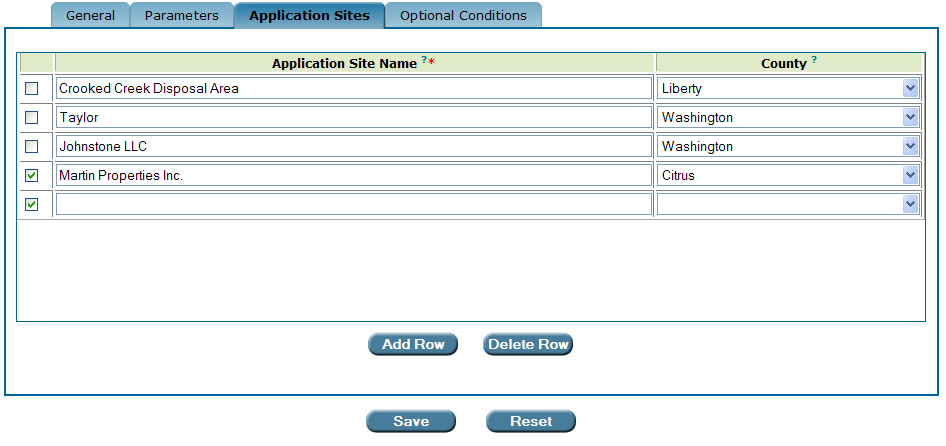 General Parameters Application Sites Optional Conditions
Application Site Name ?* County ?
Crooked Creek Disposal Area Liberty
Taylor Washington
Johnstone LLC Washington
Martin Properties Inc. Citrus
Add Row Delete Row
Save Reset